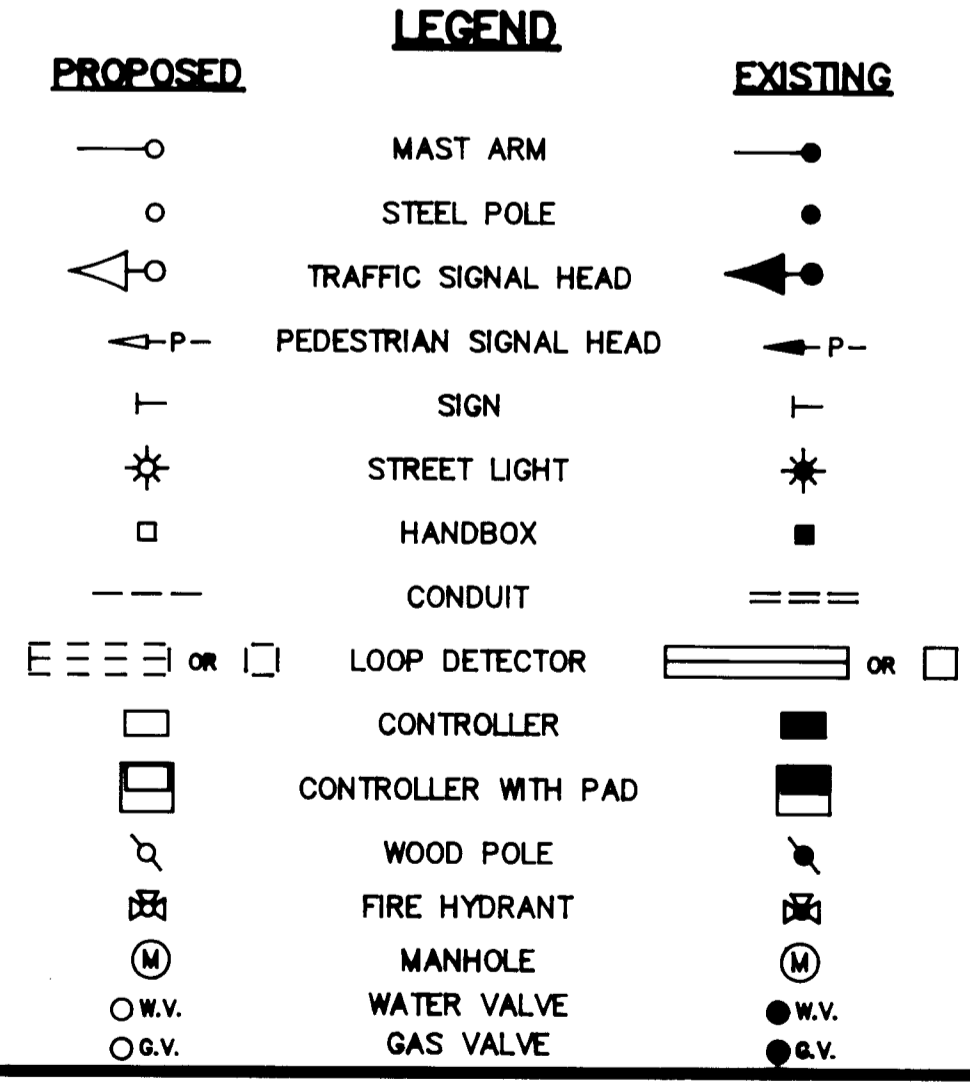 LEGEND
PROPOSED EXISTING
MAST ARM
STEEL POLE
TRAFFIC SIGNAL HEAD
P PEDESTRIAN SIGNAL HEAD P
SIGN
STREET LIGHT
HANDBOX
CONDUIT
OR LOOP DETECTOR OR
CONTROLLER
CONTROLLER WITH PAD
WOOD POLE
FIRE HYDRANT
M MANHOLE M
W.V. WATER VALVE W.V.
G.V. GAS VALVE G.V.